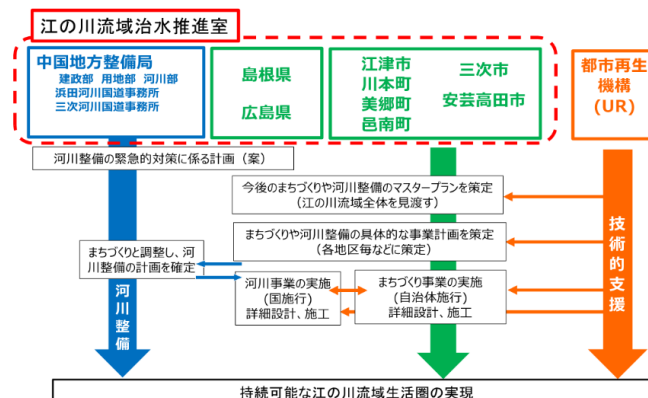 江の川流域治水推進室
中国地方整備局
建政部 用地部 河川部
浜田河川国道事務所
三次河川国道事務所
島根県
広島県
江津市
川本町
美郷町
邑南町
三次市
安芸高田市
都市再生
機構
(UR)
河川整備の緊急的対策に係る計画（案）
今後のまちづくりや河川整備のマスタープランを策定
（江の川流域全体を見渡す）
まちづくりや河川整備の具体的な事業計画を策定
（各地区毎などに策定）
まちづくりと調整し、河
川整備の計画を確定
河川事業の実施
(国施行)
詳細設計、施工
まちづくり事業の実施
(自治体施行)
詳細設計、施工
河川整備
技術的支援
持続可能な江の川流域生活圏の実現